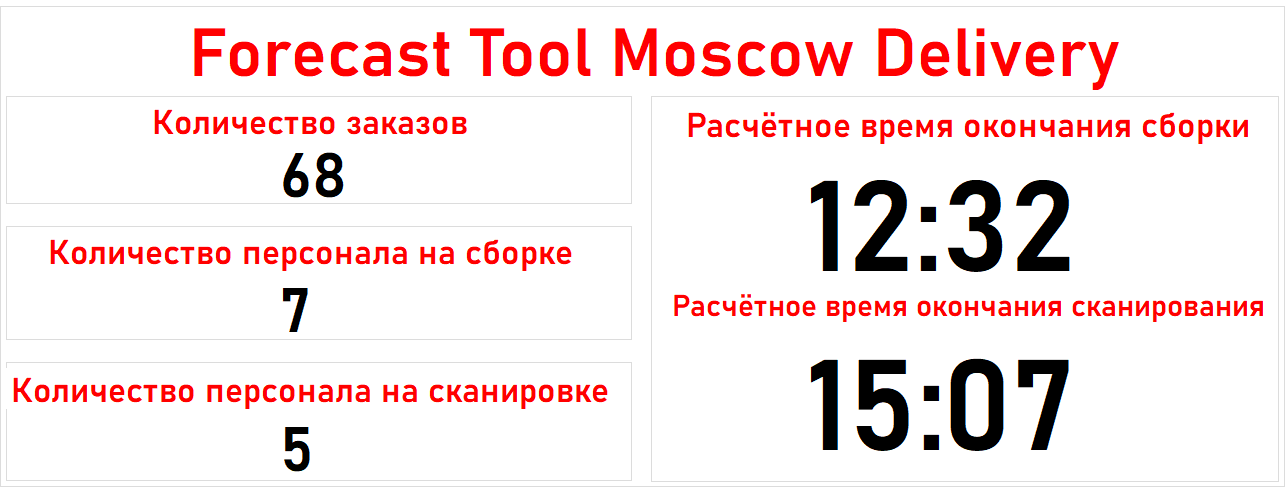 Forecast Tool Moscow Delivery
Количество заказов
68
Количество персонала на сборке
7
Количество персонала на сканировке
5
Расчётное время окончания сборки
12:32
Расчётное время окончания сканирования
15:07